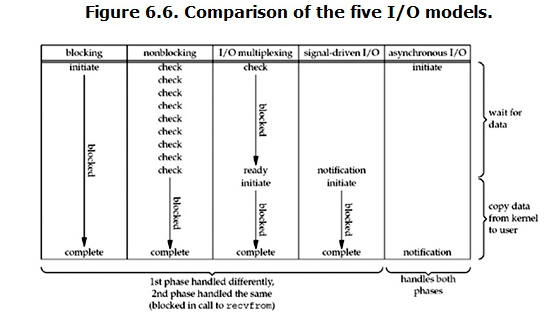 Figure 6.6. Comparison of the five I/O models.
blocking nonblocking I/O multiplexing signal-driven I/O asynchronous I/O
initiate check check initiate
check
check
check
check
check
check
check
check ready notification
initiate initiate
blocked
blocked
blocked
blocked
blocked
complete complete complete complete notification
wait for
data
copy data
from kernel
to user
1st phase handled differently,
2nd phase handled the same
(blocked in call to recvfrom)
handles both
phases